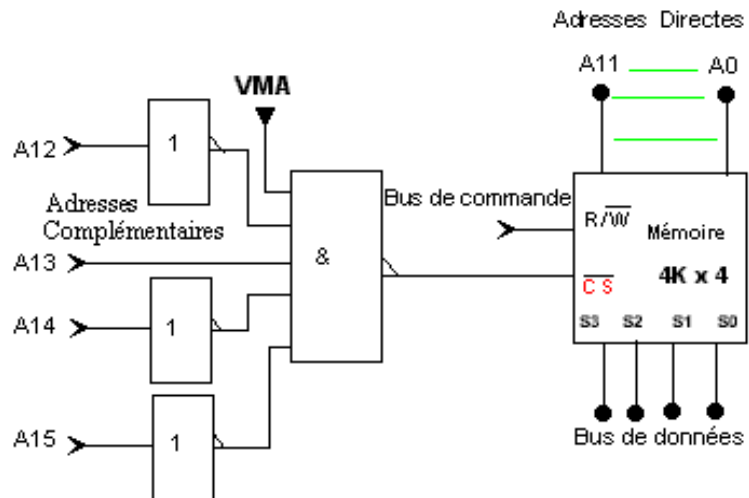 Adresses Directes
A11 A0
VMA
A12
1
Adresses
Complémentaires
Bus de commande
R/W̅
Mémoire
A13
&
4K x 4
C̅S̅
A14
1
S3 S2 S1 S0
A15
1
Bus de données